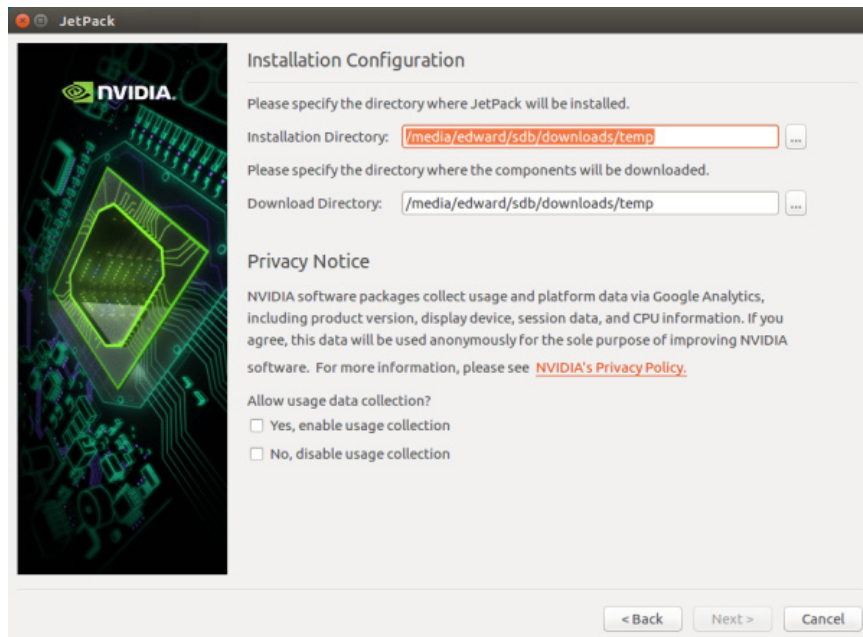 JetPack
NVIDIA.
Installation Configuration
Please specify the directory where JetPack will be installed.
Installation Directory: /media/edward/sdb/downloads/temp ...
Please specify the directory where the components will be downloaded.
Download Directory: /media/edward/sdb/downloads/temp ...
Privacy Notice
NVIDIA software packages collect usage and platform data via Google Analytics,
including product version, display device, session data, and CPU information. If you
agree, this data will be used anonymously for the sole purpose of improving NVIDIA
software. For more information, please see NVIDIA's Privacy Policy.
Allow usage data collection?
Yes, enable usage collection
No, disable usage collection
< Back Next > Cancel